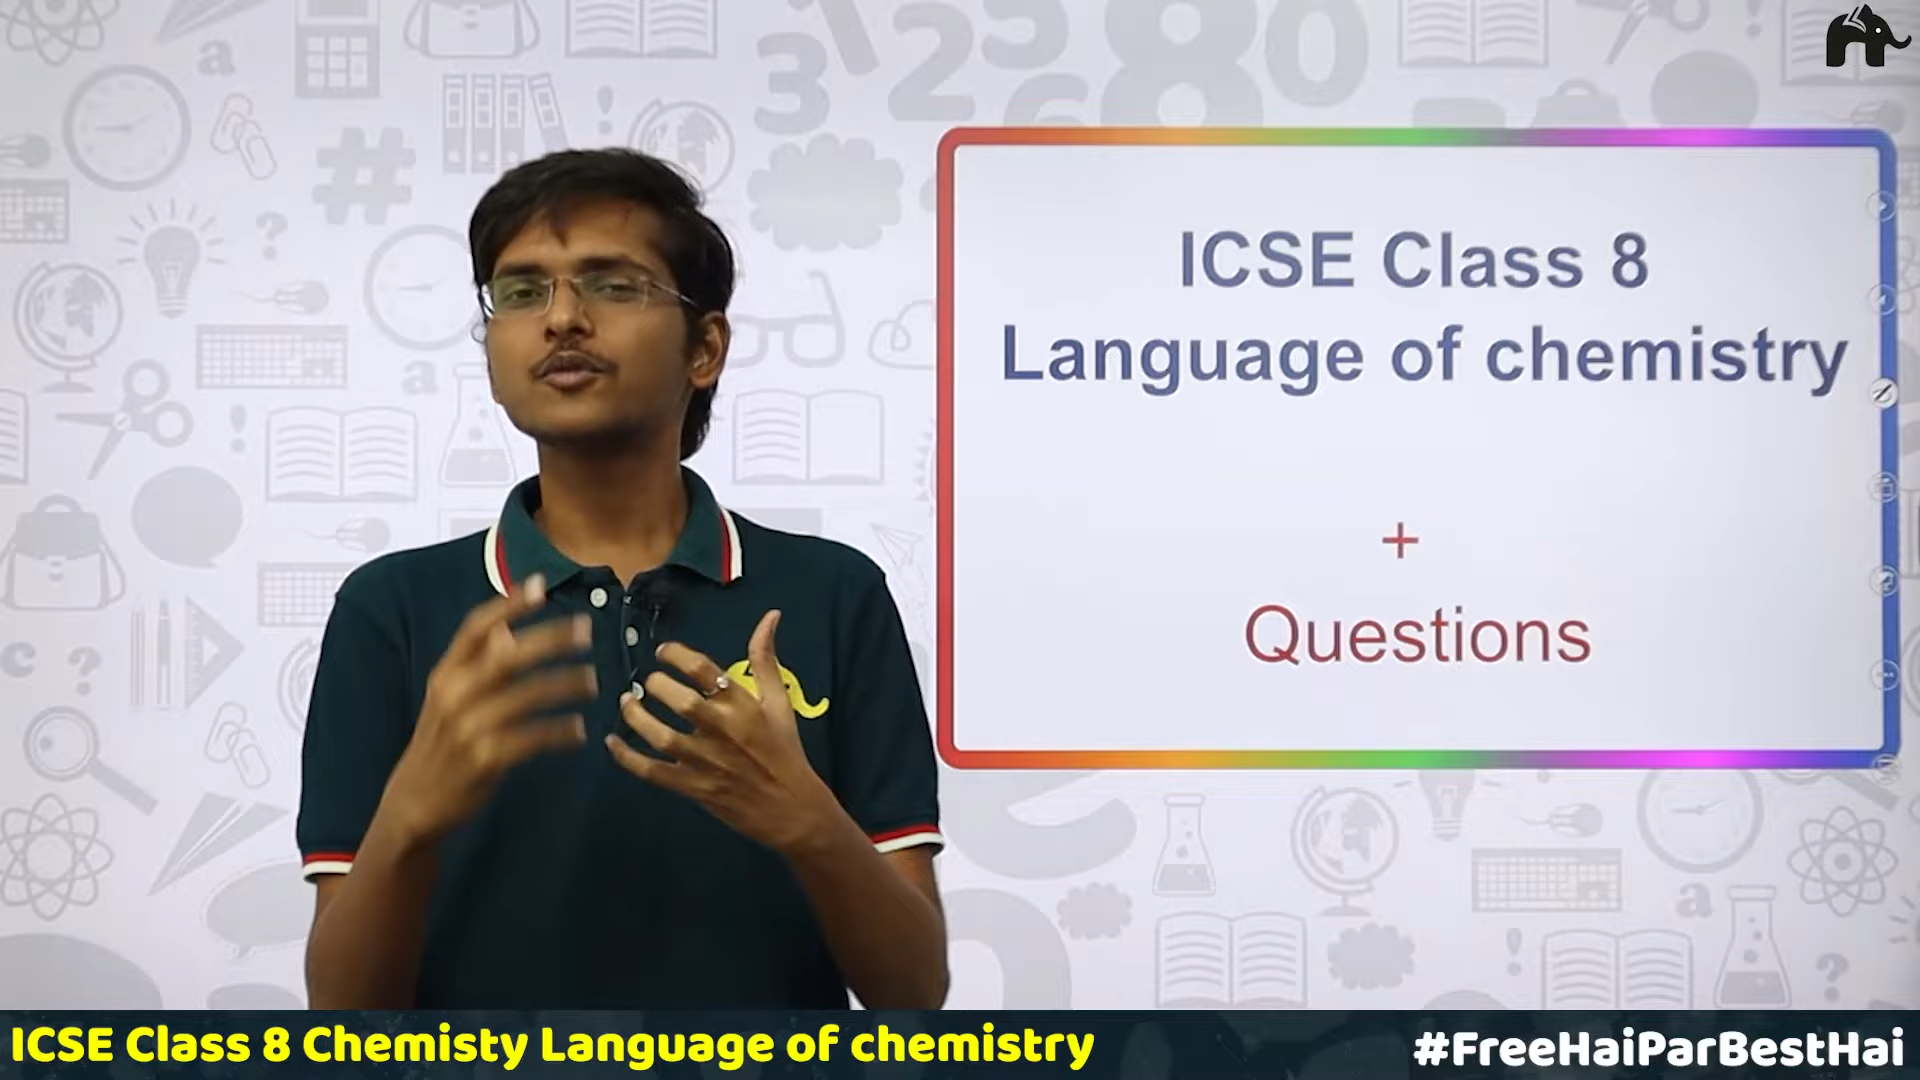 ICSE Class 8
Language of chemistry
+
Questions
ICSE Class 8 Chemisty Language of chemistry
#FreeHaiParBestHai